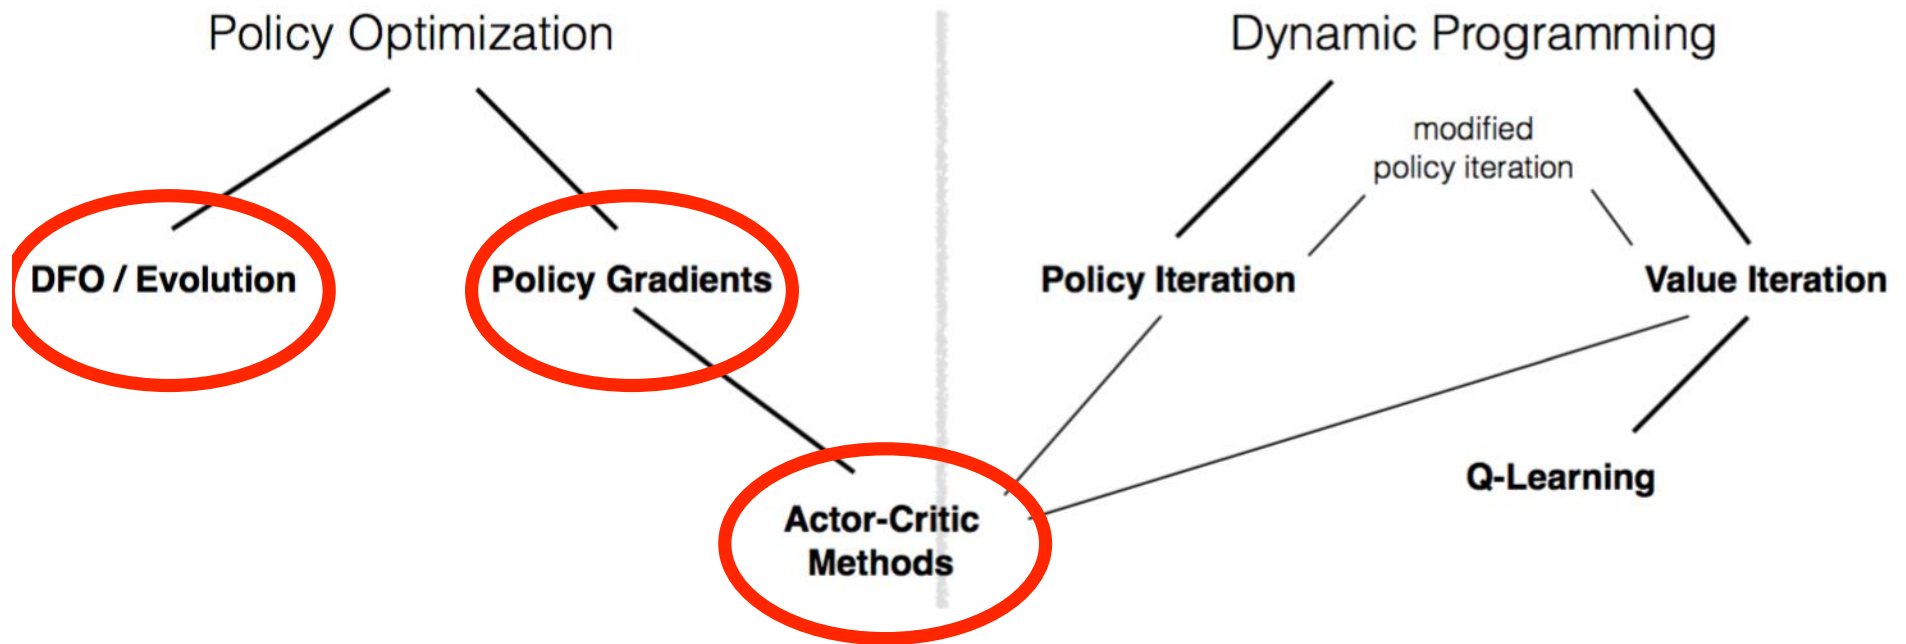 Policy Optimization
Dynamic Programming
modified
policy iteration
DFO / Evolution
Policy Gradients
Policy Iteration
Value Iteration
Q-Learning
Actor-Critic
Methods